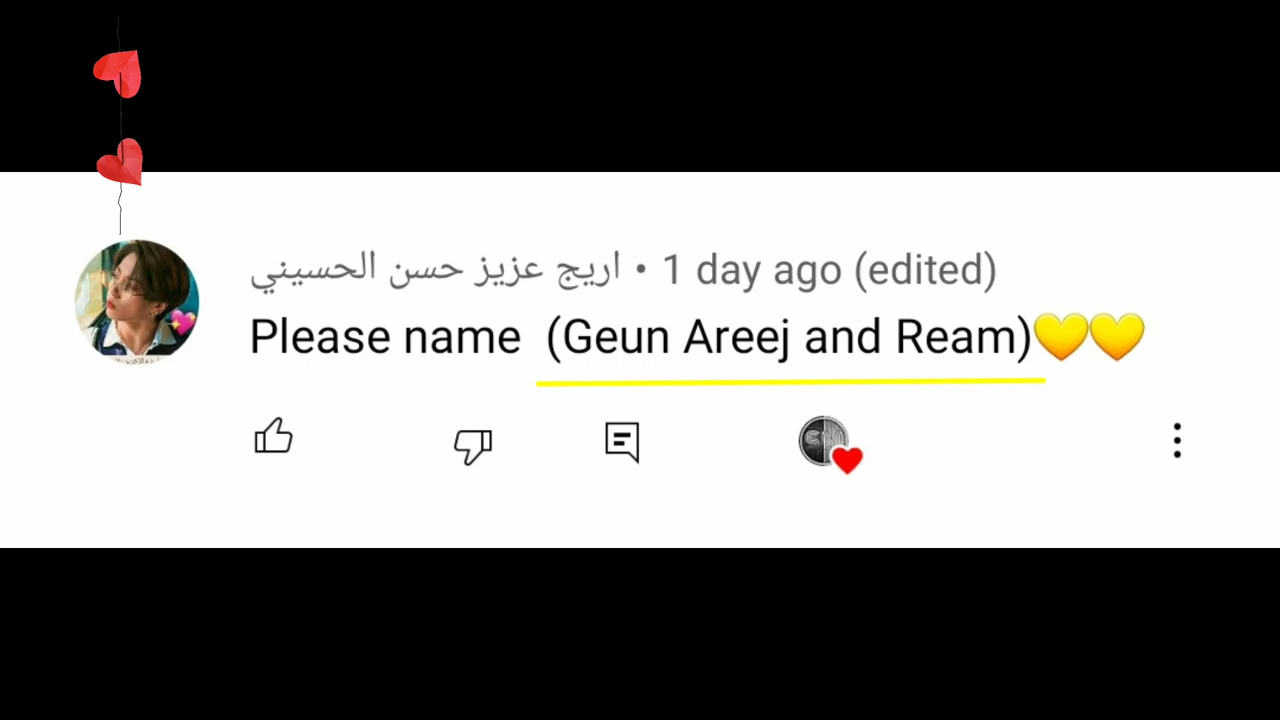 اريج عزيز حسن الحسيني • 1 day ago (edited)
Please name (Geun Areej and Ream)💛💛